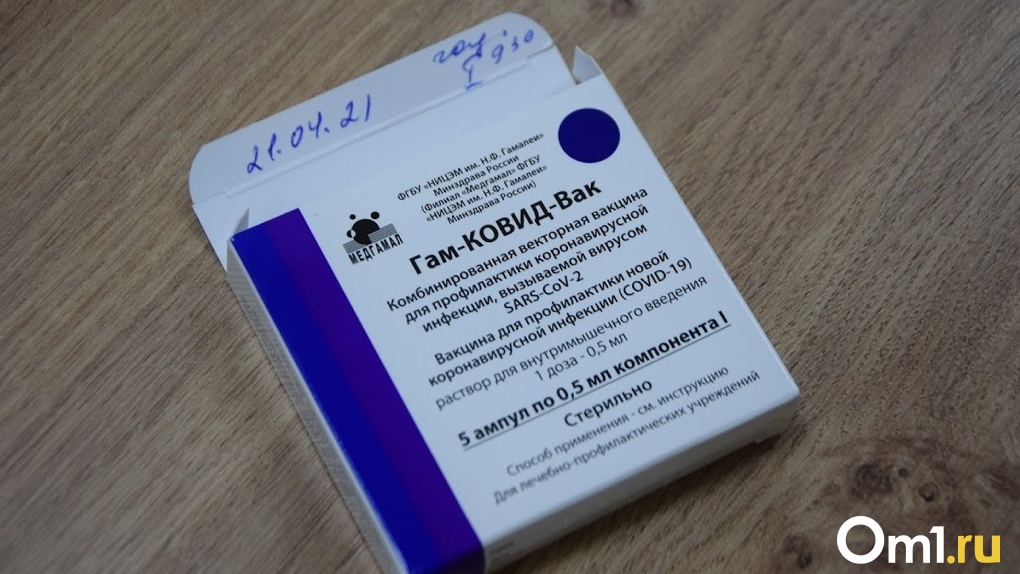 21.04.21
I 9 30
ФГБУ «НИЦЭМ им. Н.Ф. Гамалеи»
Минздрава России
(Филиал «Медгамал» ФГБУ
«НИЦЭМ им. Н.Ф. Гамалеи»
Минздрава России)
МЕДГАМАЛ
Гам-КОВИД-Вак
Комбинированная векторная вакцина
для профилактики коронавирусной
инфекции, вызываемой вирусом
SARS-CoV-2
Вакцина для профилактики новой
коронавирусной инфекции (COVID-19)
раствор для внутримышечного введения
1 доза - 0,5 мл
5 ампул по 0,5 мл компонента I
Стерильно
Способ применения - см. инструкцию
Для лечебно-профилактических учреждений
Om1.ru